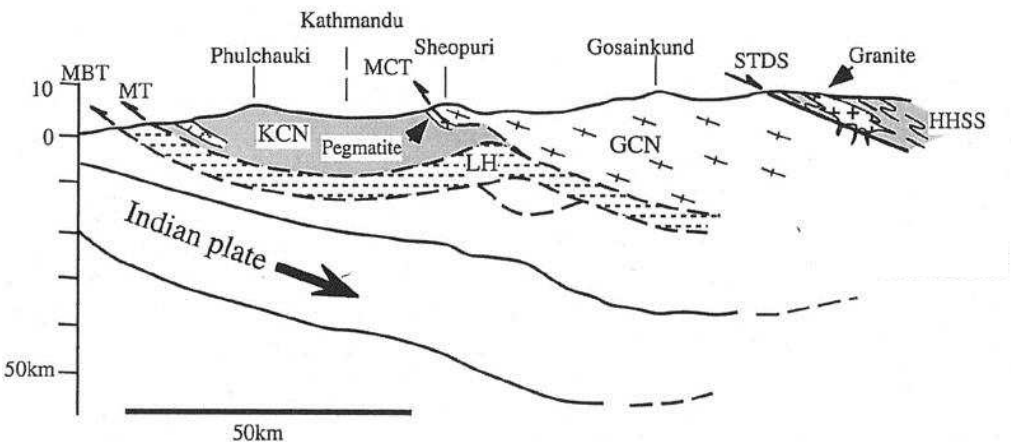 Kathmandu
Phulchauki
Sheopuri
Gosainkund
Granite
MBT
MT
MCT
STDS
10
0
KCN
Pegmatite
LH
GCN
HHSS
Indian plate
50km
50km